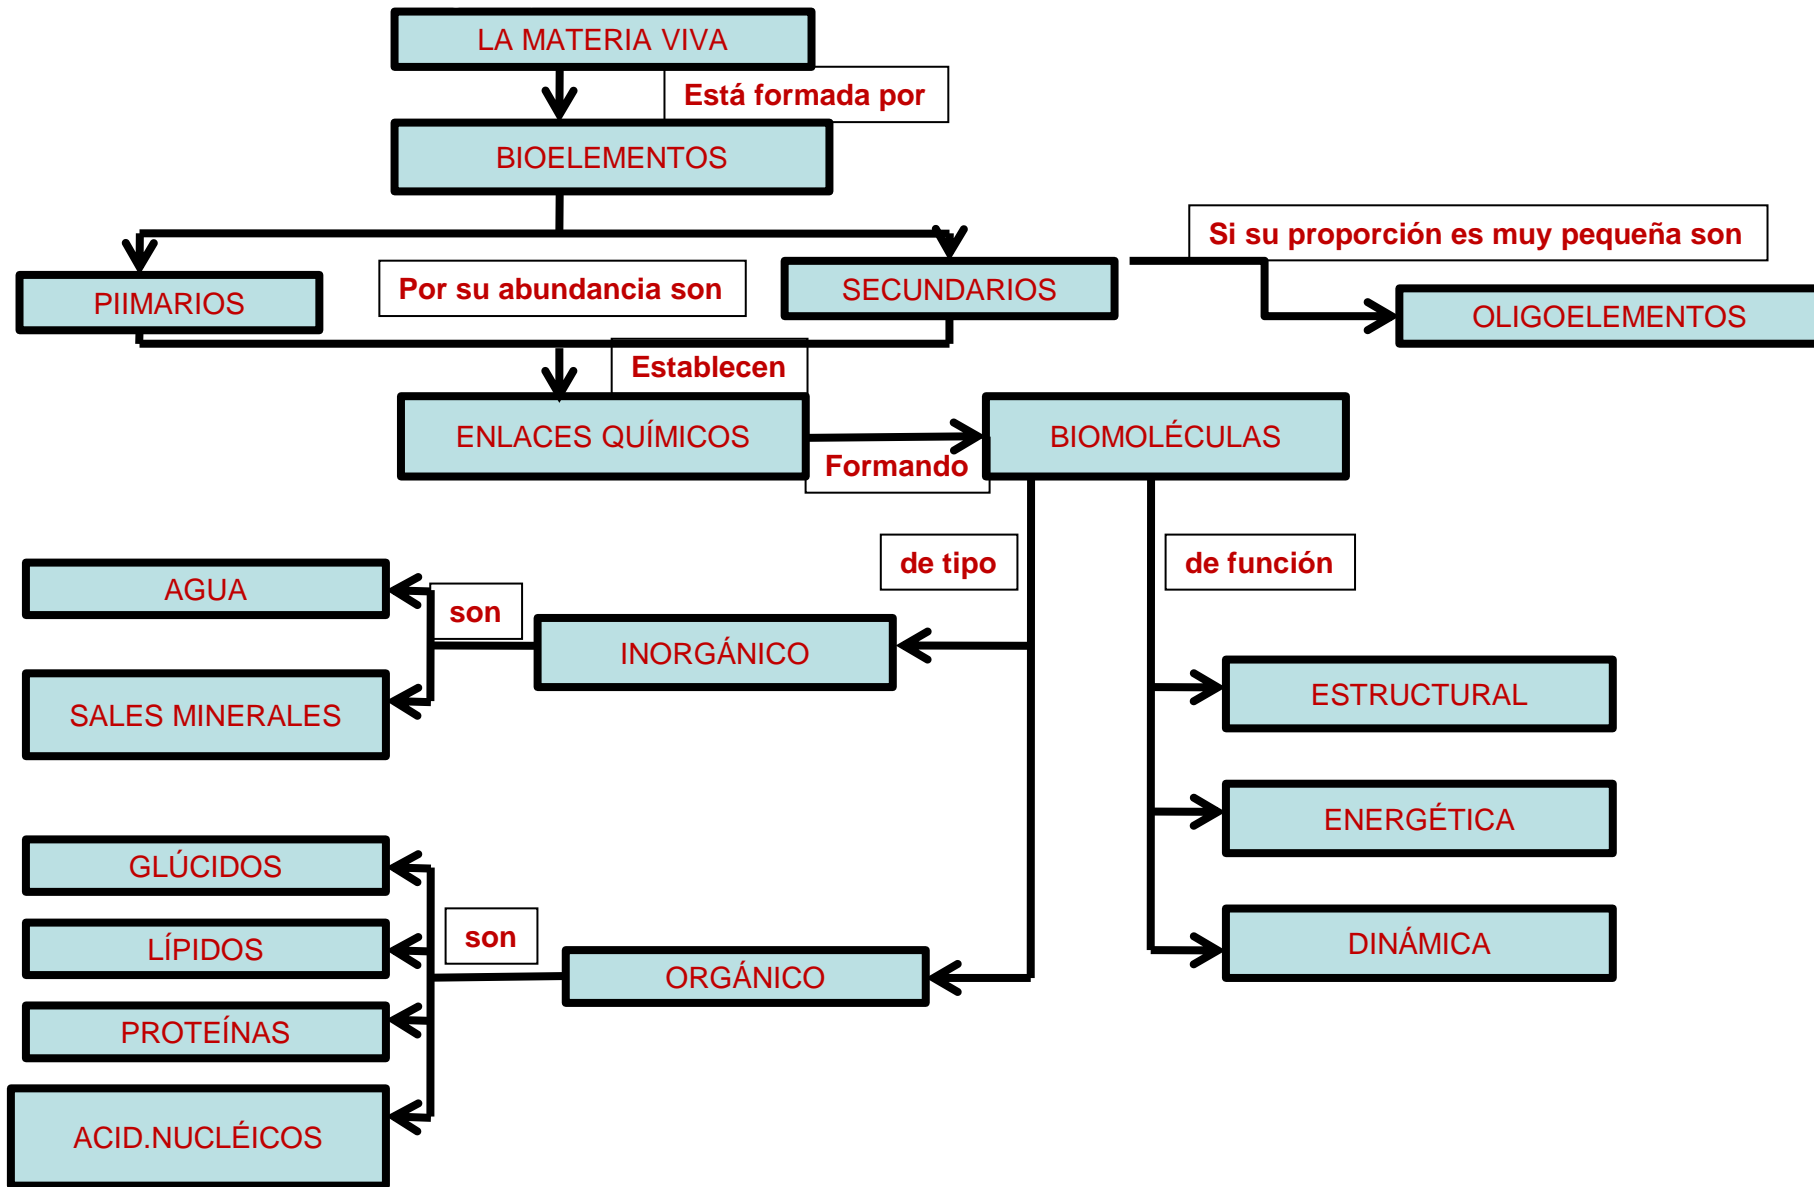 LA MATERIA VIVA
Está formada por
BIOELEMENTOS
Si su proporción es muy pequeña son
PIIMARIOS
Por su abundancia son
SECUNDARIOS
OLIGOELEMENTOS
Establecen
ENLACES QUÍMICOS
BIOMOLÉCULAS
Formando
de tipo
de función
AGUA
son
INORGÁNICO
SALES MINERALES
ESTRUCTURAL
ENERGÉTICA
GLÚCIDOS
son
LÍPIDOS
DINÁMICA
ORGÁNICO
PROTEÍNAS
ACID.NUCLÉICOS